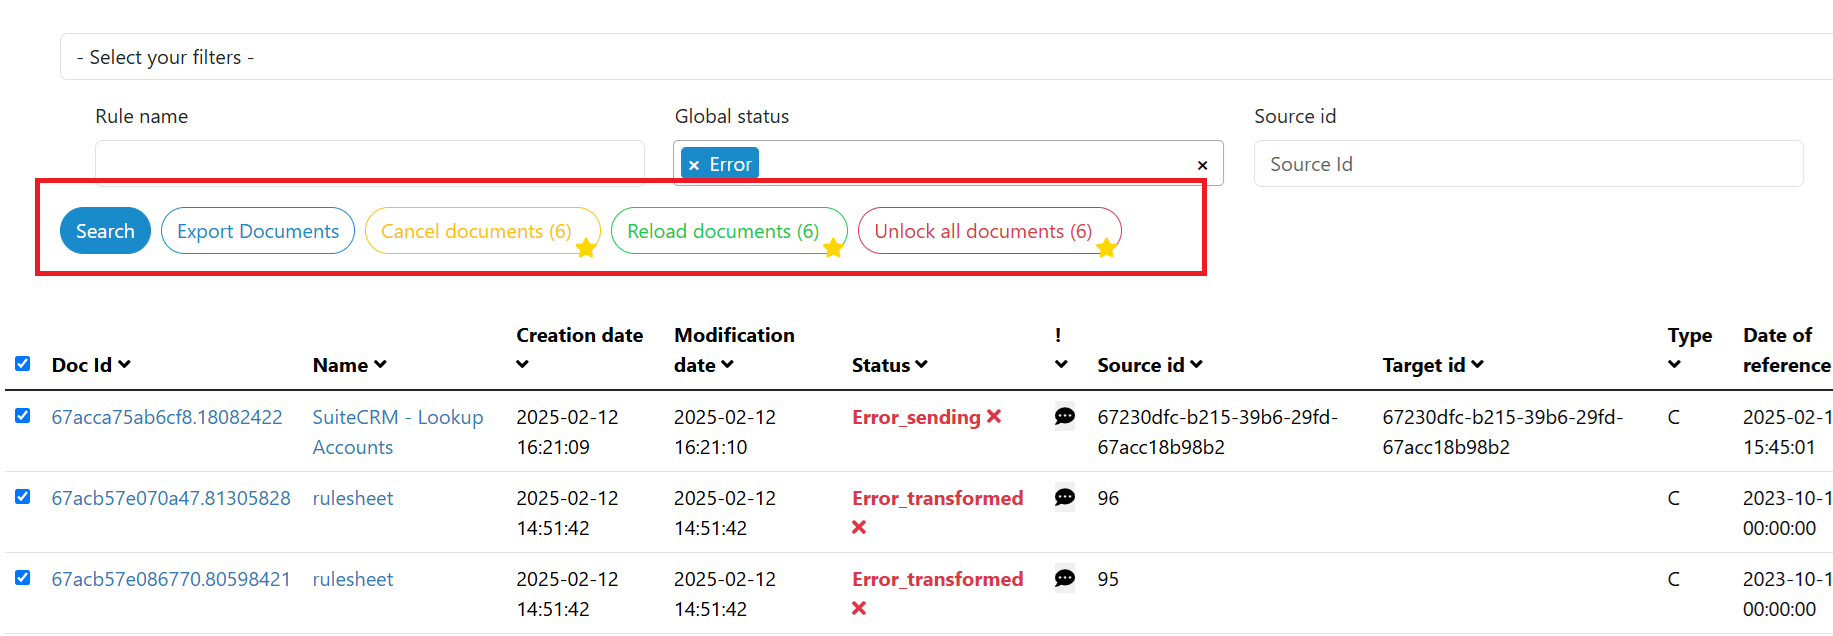 - Select your filters -
Rule name Global status Source id
× Error × Source Id
Search Export Documents Cancel documents (6) Reload documents (6) Unlock all documents (6)
Creation date Modification ! Type Date of
Doc Id Name date Status Source id Target id reference
67acca75ab6cf8.18082422 SuiteCRM - Lookup 2025-02-12 2025-02-12 Error_sending 67230dfc-b215-39b6-29fd- 67230dfc-b215-39b6-29fd- C 2025-02-1
Accounts 16:21:09 16:21:10 67acc18b98b2 67acc18b98b2 15:45:01
67acb57e070a47.81305828 rulesheet 2025-02-12 2025-02-12 Error_transformed 96 C 2023-10-1
14:51:42 14:51:42 00:00:00
67acb57e086770.80598421 rulesheet 2025-02-12 2025-02-12 Error_transformed 95 C 2023-10-1
14:51:42 14:51:42 00:00:00